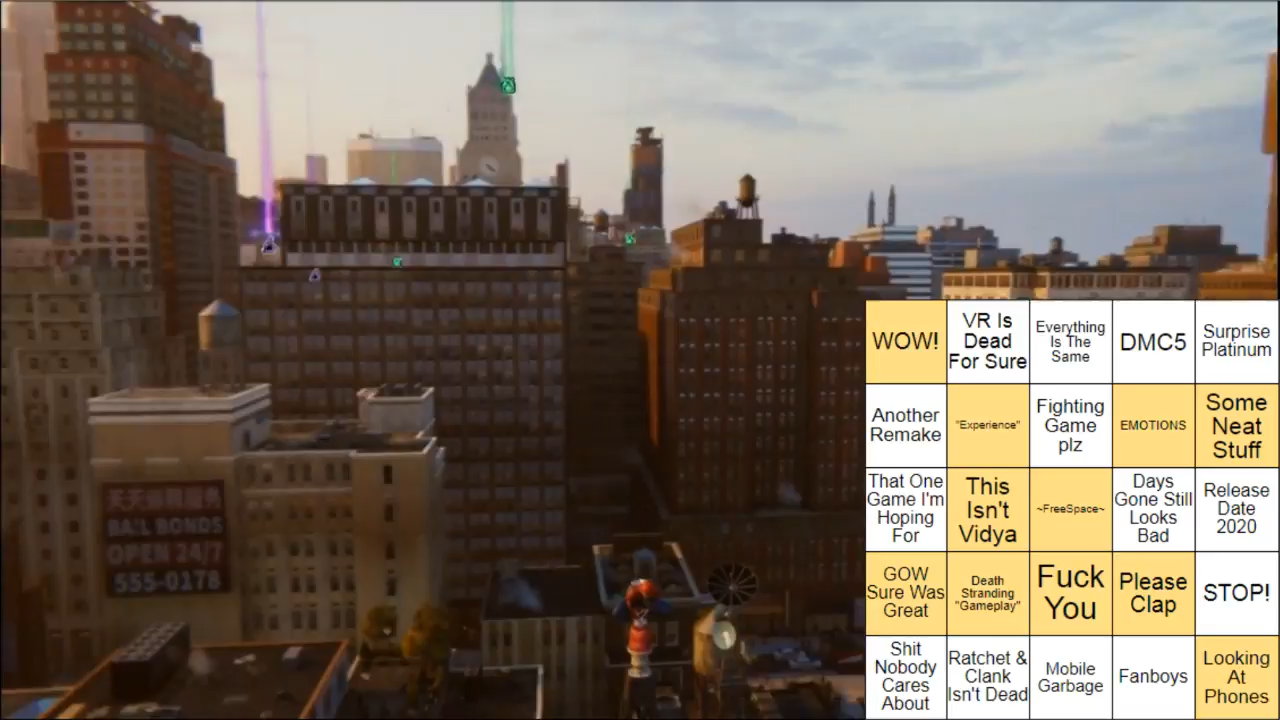 天天保釋服務
BAIL BONDS
OPEN 24/7
555-0178
WOW!
VR Is
Dead
For Sure
Everything
Is The
Same
DMC5
Surprise
Platinum
Another
Remake
"Experience"
Fighting
Game
plz
EMOTIONS
Some
Neat
Stuff
That One
Game I'm
Hoping
For
This
Isn't
Vidya
~FreeSpace~
Days
Gone Still
Looks
Bad
Release
Date
2020
GOW
Sure Was
Great
Death
Stranding
"Gameplay"
Fuck
You
Please
Clap
STOP!
Shit
Nobody
Cares
About
Ratchet &
Clank
Isn't Dead
Mobile
Garbage
Fanboys
Looking
At
Phones